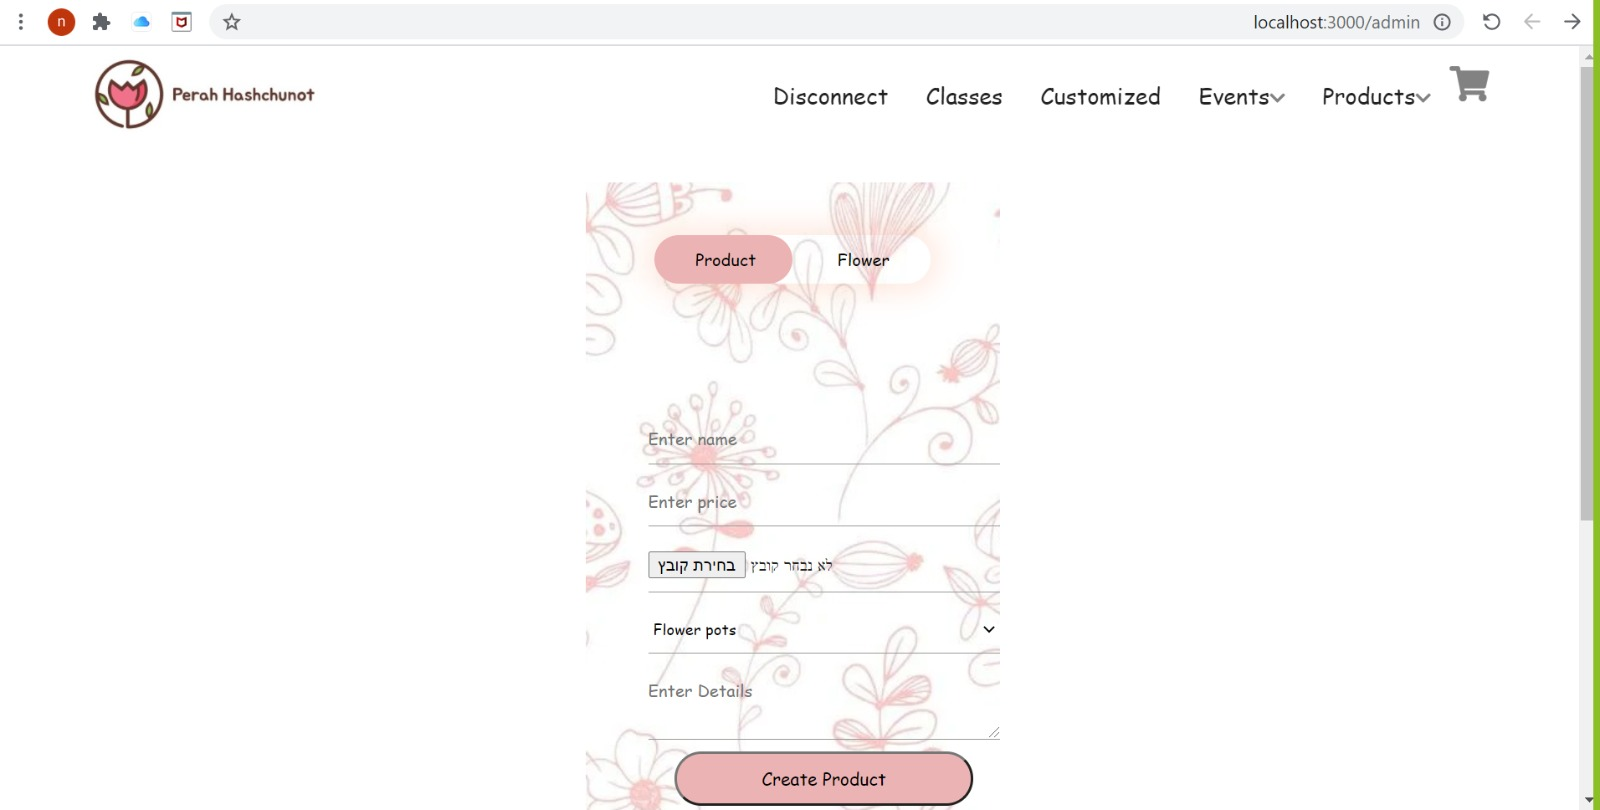 n
localhost:3000/admin
Perah Hashchunot
Disconnect Classes Customized Events Products
Product Flower
Enter name
Enter price
בחירת קובץ לא נבחר קובץ
Flower pots
Enter Details
Create Product